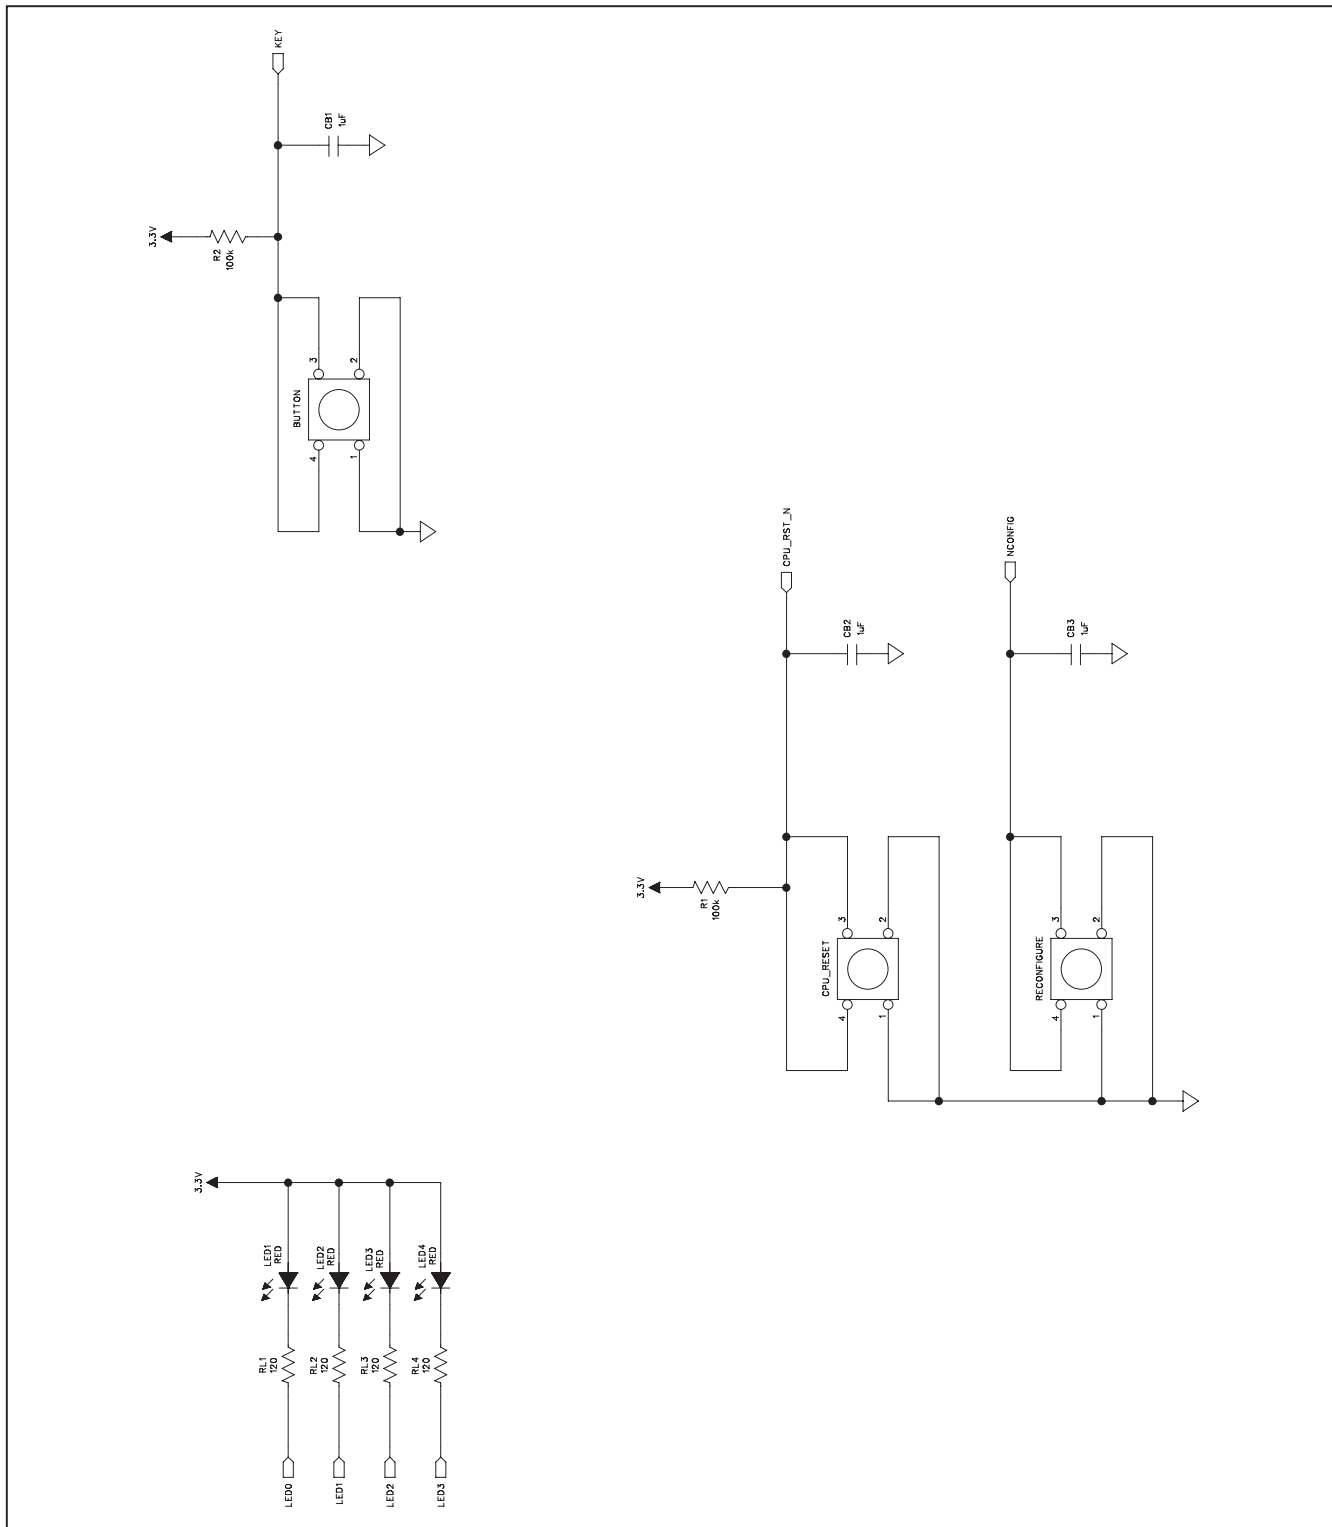 KEY
CB1
1uF
3.3V
R2
100k
BUTTON
3
2
4
1
CPU_RST_N
NCONFIG
CB2
1uF
CB3
1uF
3.3V
R1
100k
CPU_RESET
3
2
4
1
RECONFIGURE
3
2
4
1
3.3V
LED1
RED
LED2
RED
LED3
RED
LED4
RED
RL1
120
RL2
120
RL3
120
RL4
120
LED0
LED1
LED2
LED3